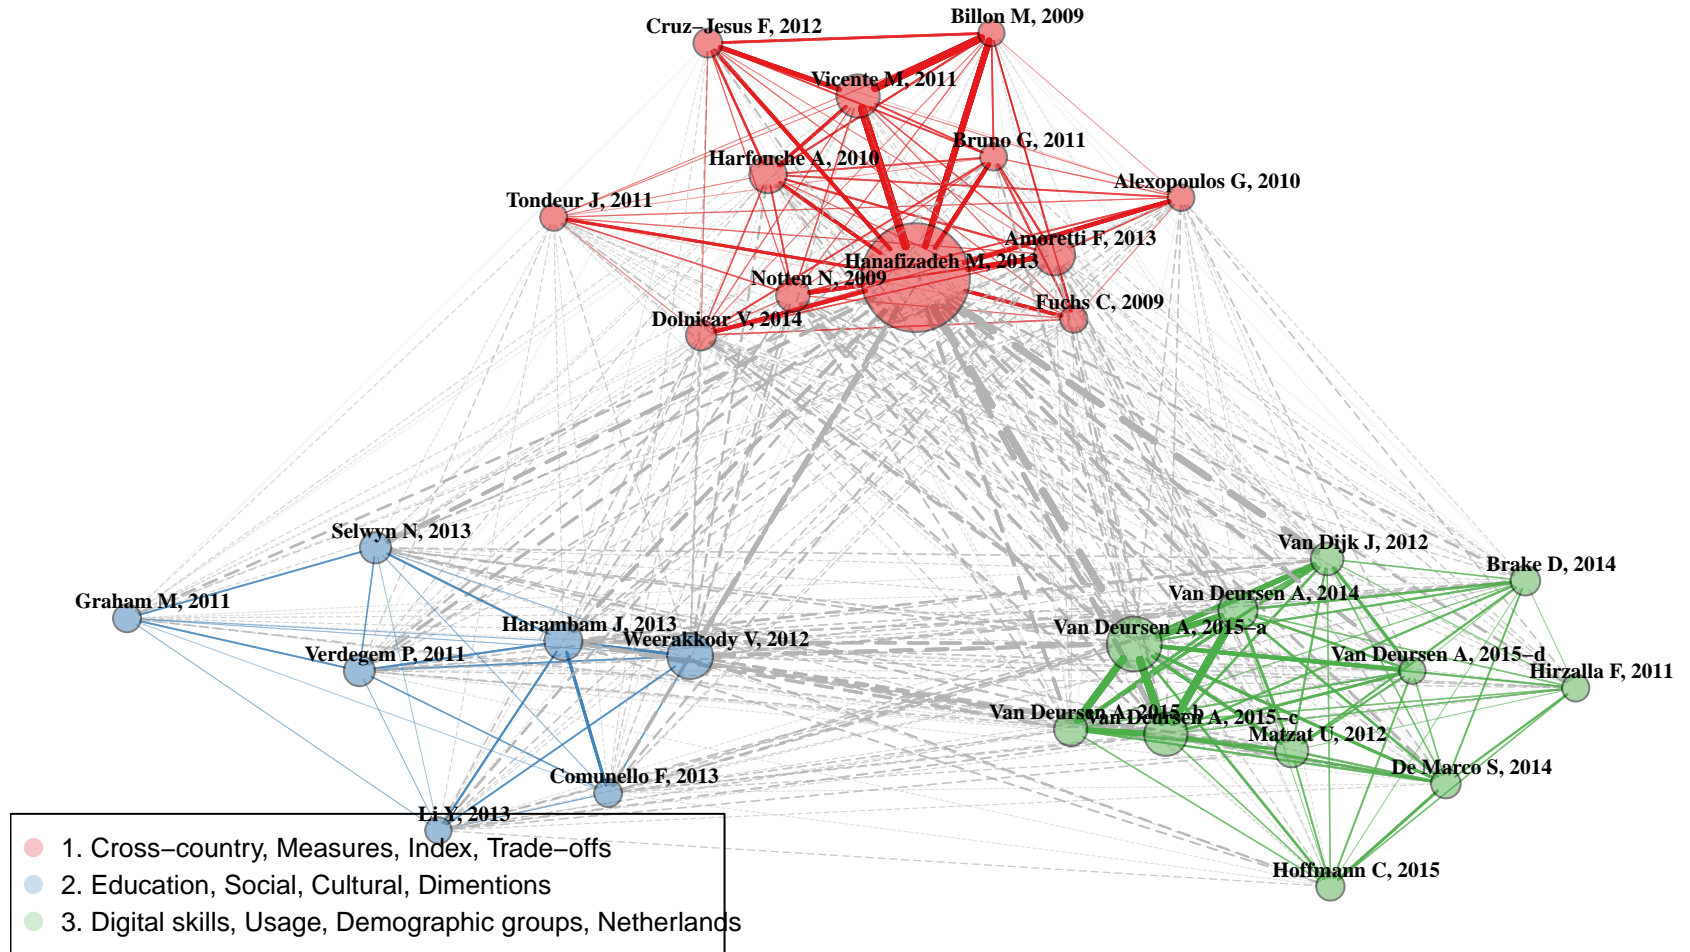 Billon M, 2009
Cruz−Jesus F, 2012
Vicente M, 2011
Bruno G, 2011
Harfouche A, 2010
Alexopoulos G, 2010
Tondeur J, 2011
Amoretti F, 2013
Hanafizadeh M, 2013
Notten N, 2009
Fuchs C, 2009
Dolnicar V, 2014
Selwyn N, 2013
Van Dijk J, 2012
Brake D, 2014
Van Deursen A, 2014
Graham M, 2011
Harambam J, 2013
Van Deursen A, 2015−a
Weerakkody V, 2012
Verdegem P, 2011
Van Deursen A, 2015−d
Hirzalla F, 2011
Van Deursen A, 2015−b
Van Deursen A, 2015−c
Matzat U, 2012
De Marco S, 2014
Comunello F, 2013
Li Y, 2013
Hoffmann C, 2015
1. Cross−country, Measures, Index, Trade−offs
2. Education, Social, Cultural, Dimentions
3. Digital skills, Usage, Demographic groups, Netherlands